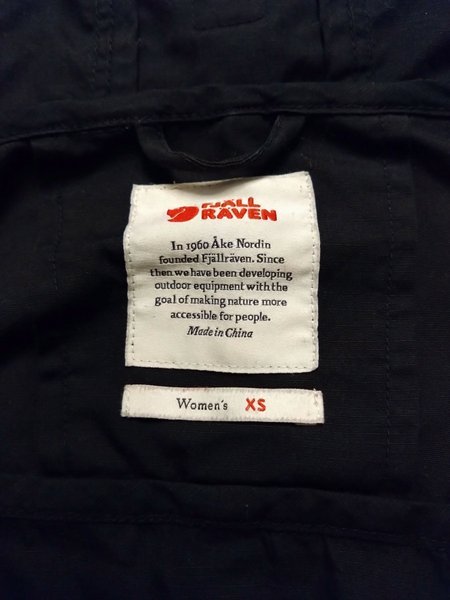 FJÄLL
RÄVEN
In 1960 Åke Nordin
founded Fjällräven. Since
then we have been developing
outdoor equipment with the
goal of making nature more
accessible for people.
Made in China
Women's XS